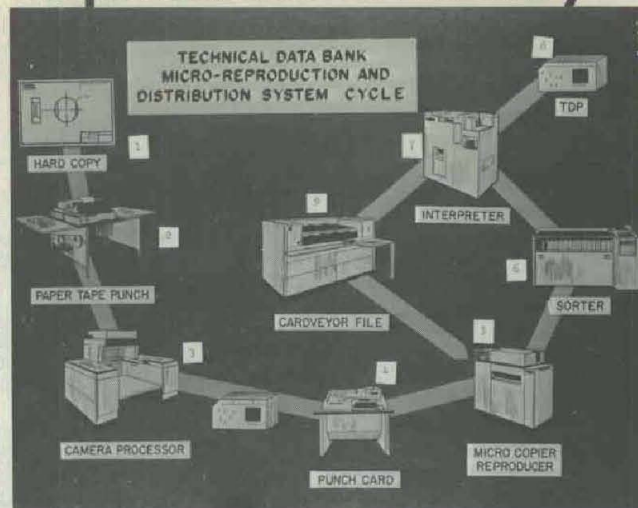 TECHNICAL DATA BANK
MICRO-REPRODUCTION AND
DISTRIBUTION SYSTEM CYCLE
8
TDP
HARD COPY
1
7
INTERPRETER
2
PAPER TAPE PUNCH
9
CARDVEYOR FILE
6
SORTER
3
CAMERA PROCESSOR
4
PUNCH CARD
5
MICRO COPIER
REPRODUCER